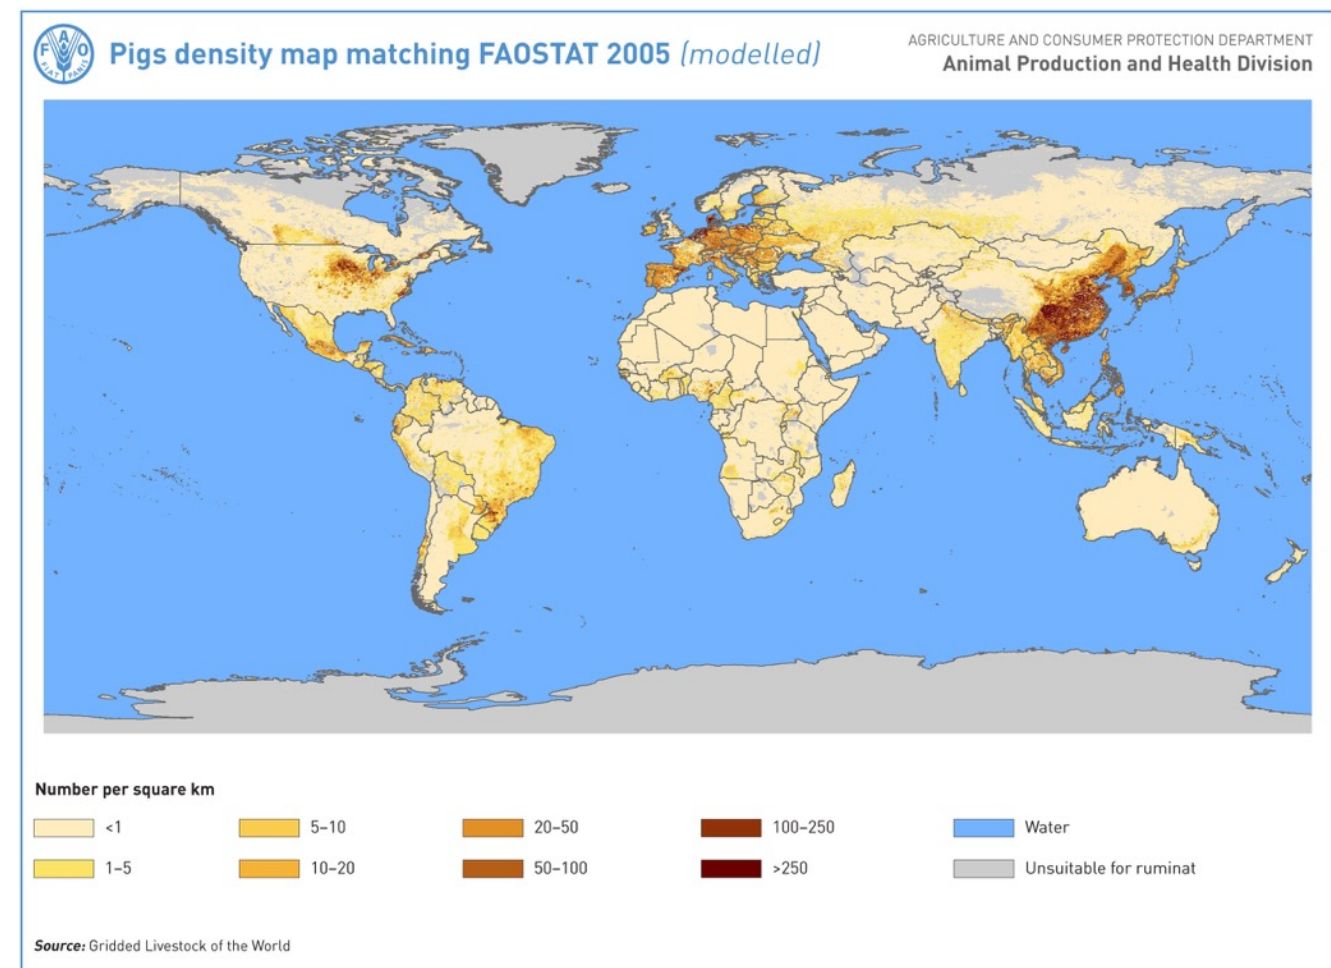 F A O
FIAT PANIS
Pigs density map matching FAOSTAT 2005 (modelled)
AGRICULTURE AND CONSUMER PROTECTION DEPARTMENT
Animal Production and Health Division
Number per square km
<1
5–10
20–50
100–250
Water
1–5
10–20
50–100
>250
Unsuitable for ruminat
Source: Gridded Livestock of the World